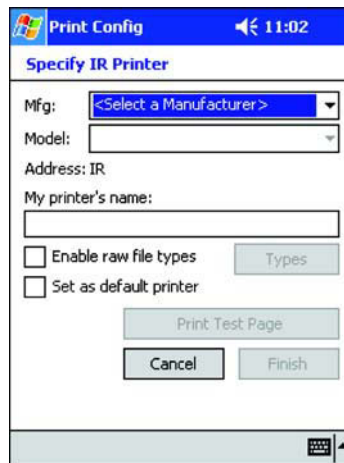 Print Config 11:02
Specify IR Printer
Mfg: <Select a Manufacturer>
Model:
Address: IR
My printer's name:
Enable raw file types Types
Set as default printer
Print Test Page
Cancel Finish